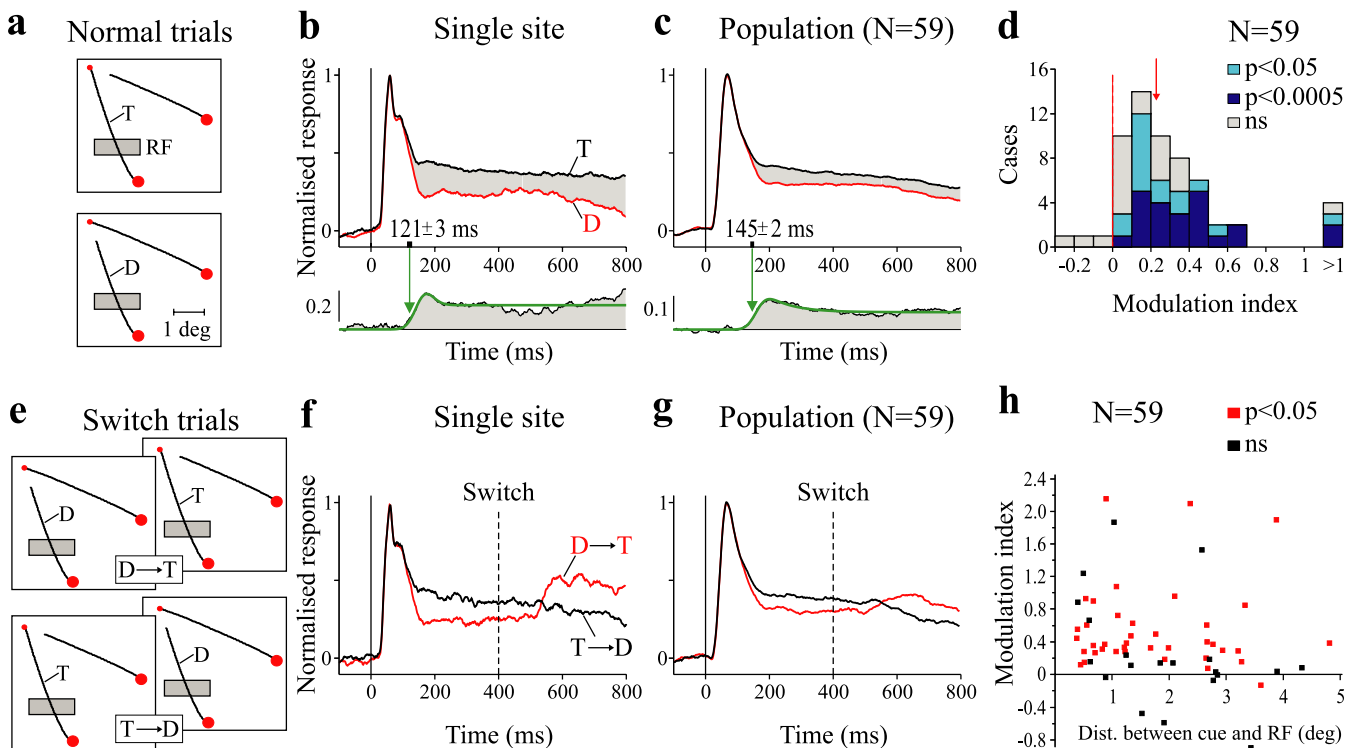 a
Normal trials
T
RF
D
1 deg
b
Single site
Normalised response
1
0
T
D
121±3 ms
0 200 400 600 800
0.2
Time (ms)
c
Population (N=59)
1
0
145±2 ms
0 200 400 600 800
0.1
Time (ms)
d
N=59
p<0.05
p<0.0005
ns
Cases
16
12
8
4
0
-0.2 0 0.2 0.4 0.6 0.8 1 >1
Modulation index
e
Switch trials
D
T
D→T
T
D
T→D
f
Single site
Switch
Normalised response
1
0
D→T
T→D
0 200 400 600 800
Time (ms)
g
Population (N=59)
Switch
1
0
0 200 400 600 800
Time (ms)
h
N=59
p<0.05
ns
Modulation index
2.4
2.0
1.6
1.2
0.8
0.4
0
-0.4
-0.8
1 2 3 4 5
Dist. between cue and RF (deg)